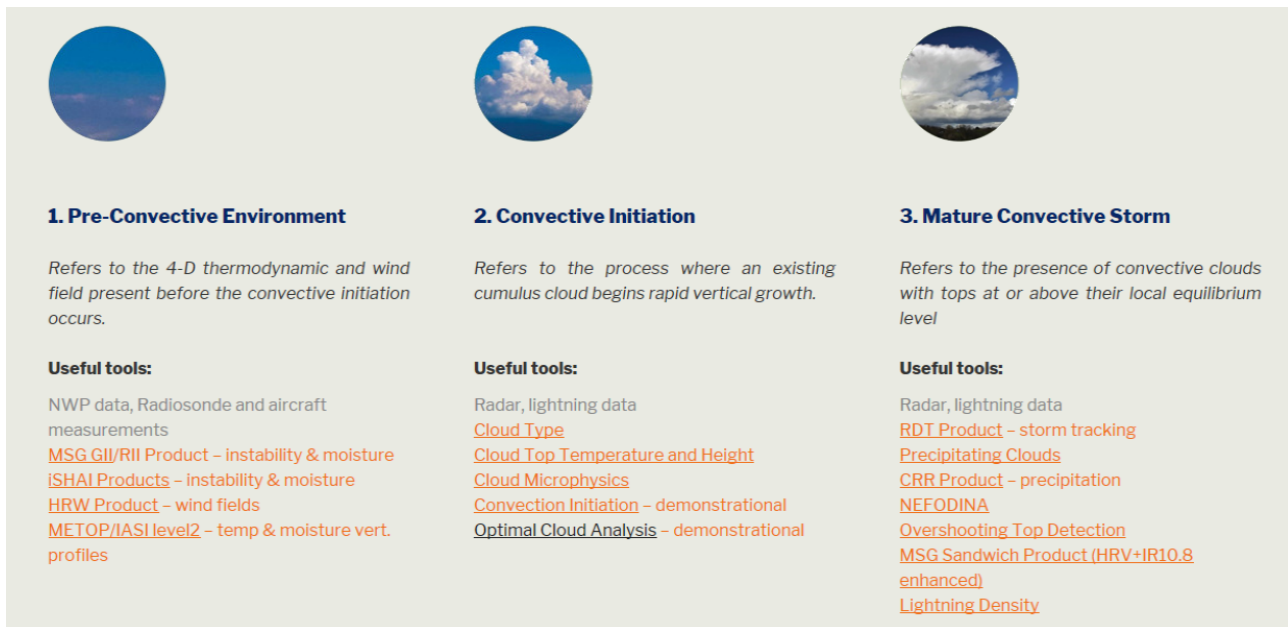 1. Pre-Convective Environment
Refers to the 4-D thermodynamic and wind
field present before the convective initiation
occurs.
Useful tools:
NWP data, Radiosonde and aircraft
measurements
MSG GII/RII Product – instability & moisture
iSHAI Products – instability & moisture
HRW Product – wind fields
METOP/IASI level2 – temp & moisture vert.
profiles
2. Convective Initiation
Refers to the process where an existing
cumulus cloud begins rapid vertical growth.
Useful tools:
Radar, lightning data
Cloud Type
Cloud Top Temperature and Height
Cloud Microphysics
Convection Initiation – demonstrational
Optimal Cloud Analysis – demonstrational
3. Mature Convective Storm
Refers to the presence of convective clouds
with tops at or above their local equilibrium
level
Useful tools:
Radar, lightning data
RDT Product – storm tracking
Precipitating Clouds
CRR Product – precipitation
NEFODINA
Overshooting Top Detection
MSG Sandwich Product (HRV+IR10.8
enhanced)
Lightning Density